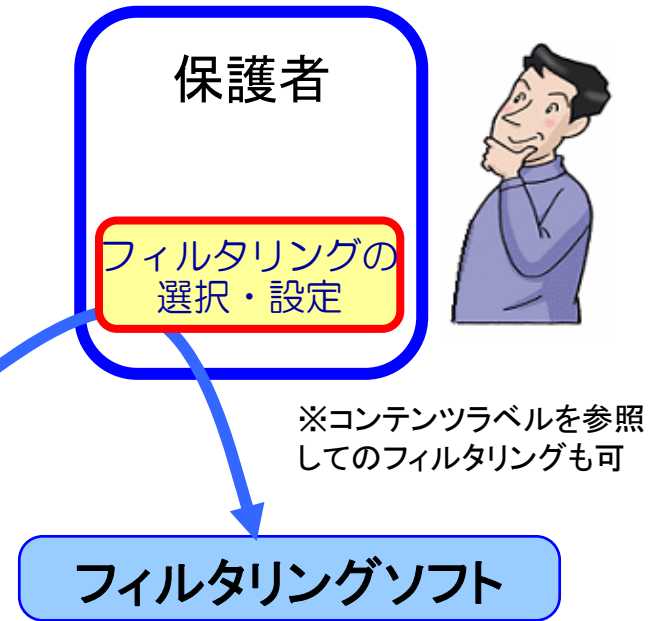 保護者
フィルタリングの
選択・設定
※コンテンツラベルを参照
してのフィルタリングも可
フィルタリングソフト